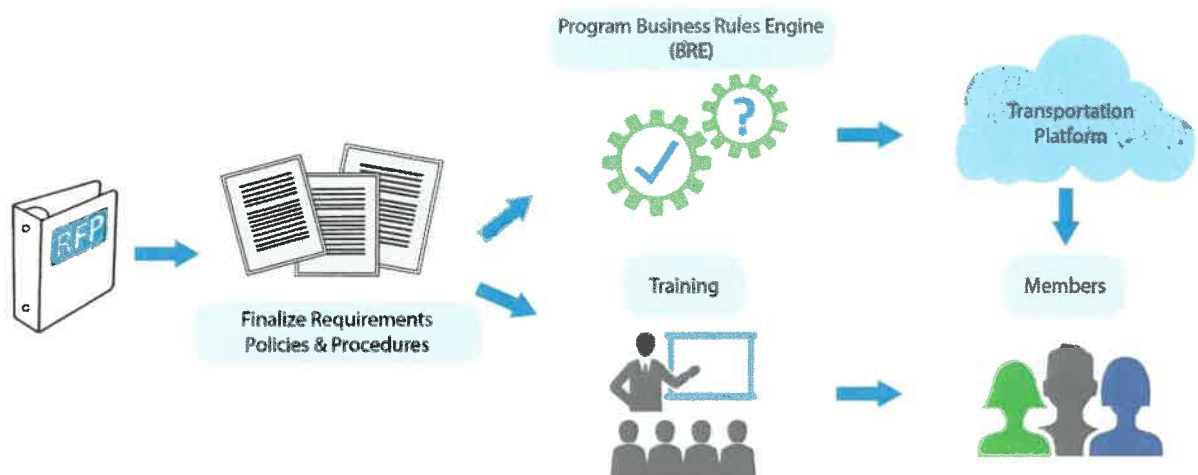 Program Business Rules Engine
(BRE)
?
Transportation
Platform
RFP
Finalize Requirements
Policies & Procedures
Training
Members